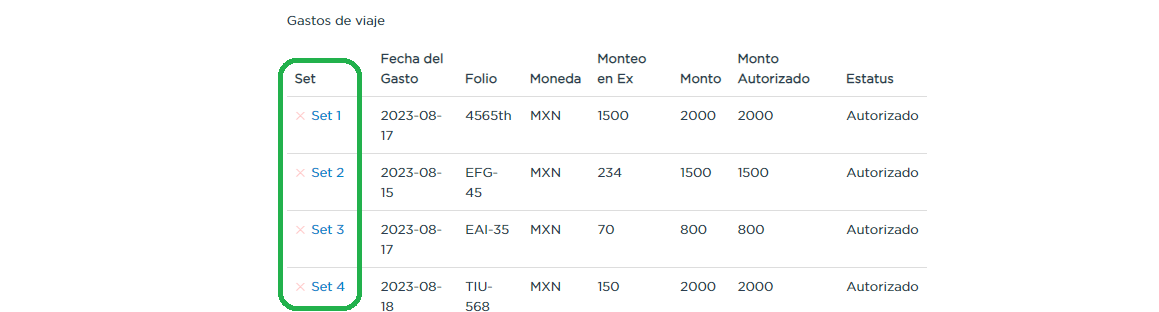 Gastos de viaje
Fecha del Monteo Monto
Set Gasto Folio Moneda en Ex Monto Autorizado Estatus
× Set 1 2023-08- 4565th MXN 1500 2000 2000 Autorizado
17
× Set 2 2023-08- EFG- MXN 234 1500 1500 Autorizado
15 45
× Set 3 2023-08- EAI-35 MXN 70 800 800 Autorizado
17
× Set 4 2023-08- TIU- MXN 150 2000 2000 Autorizado
18 568